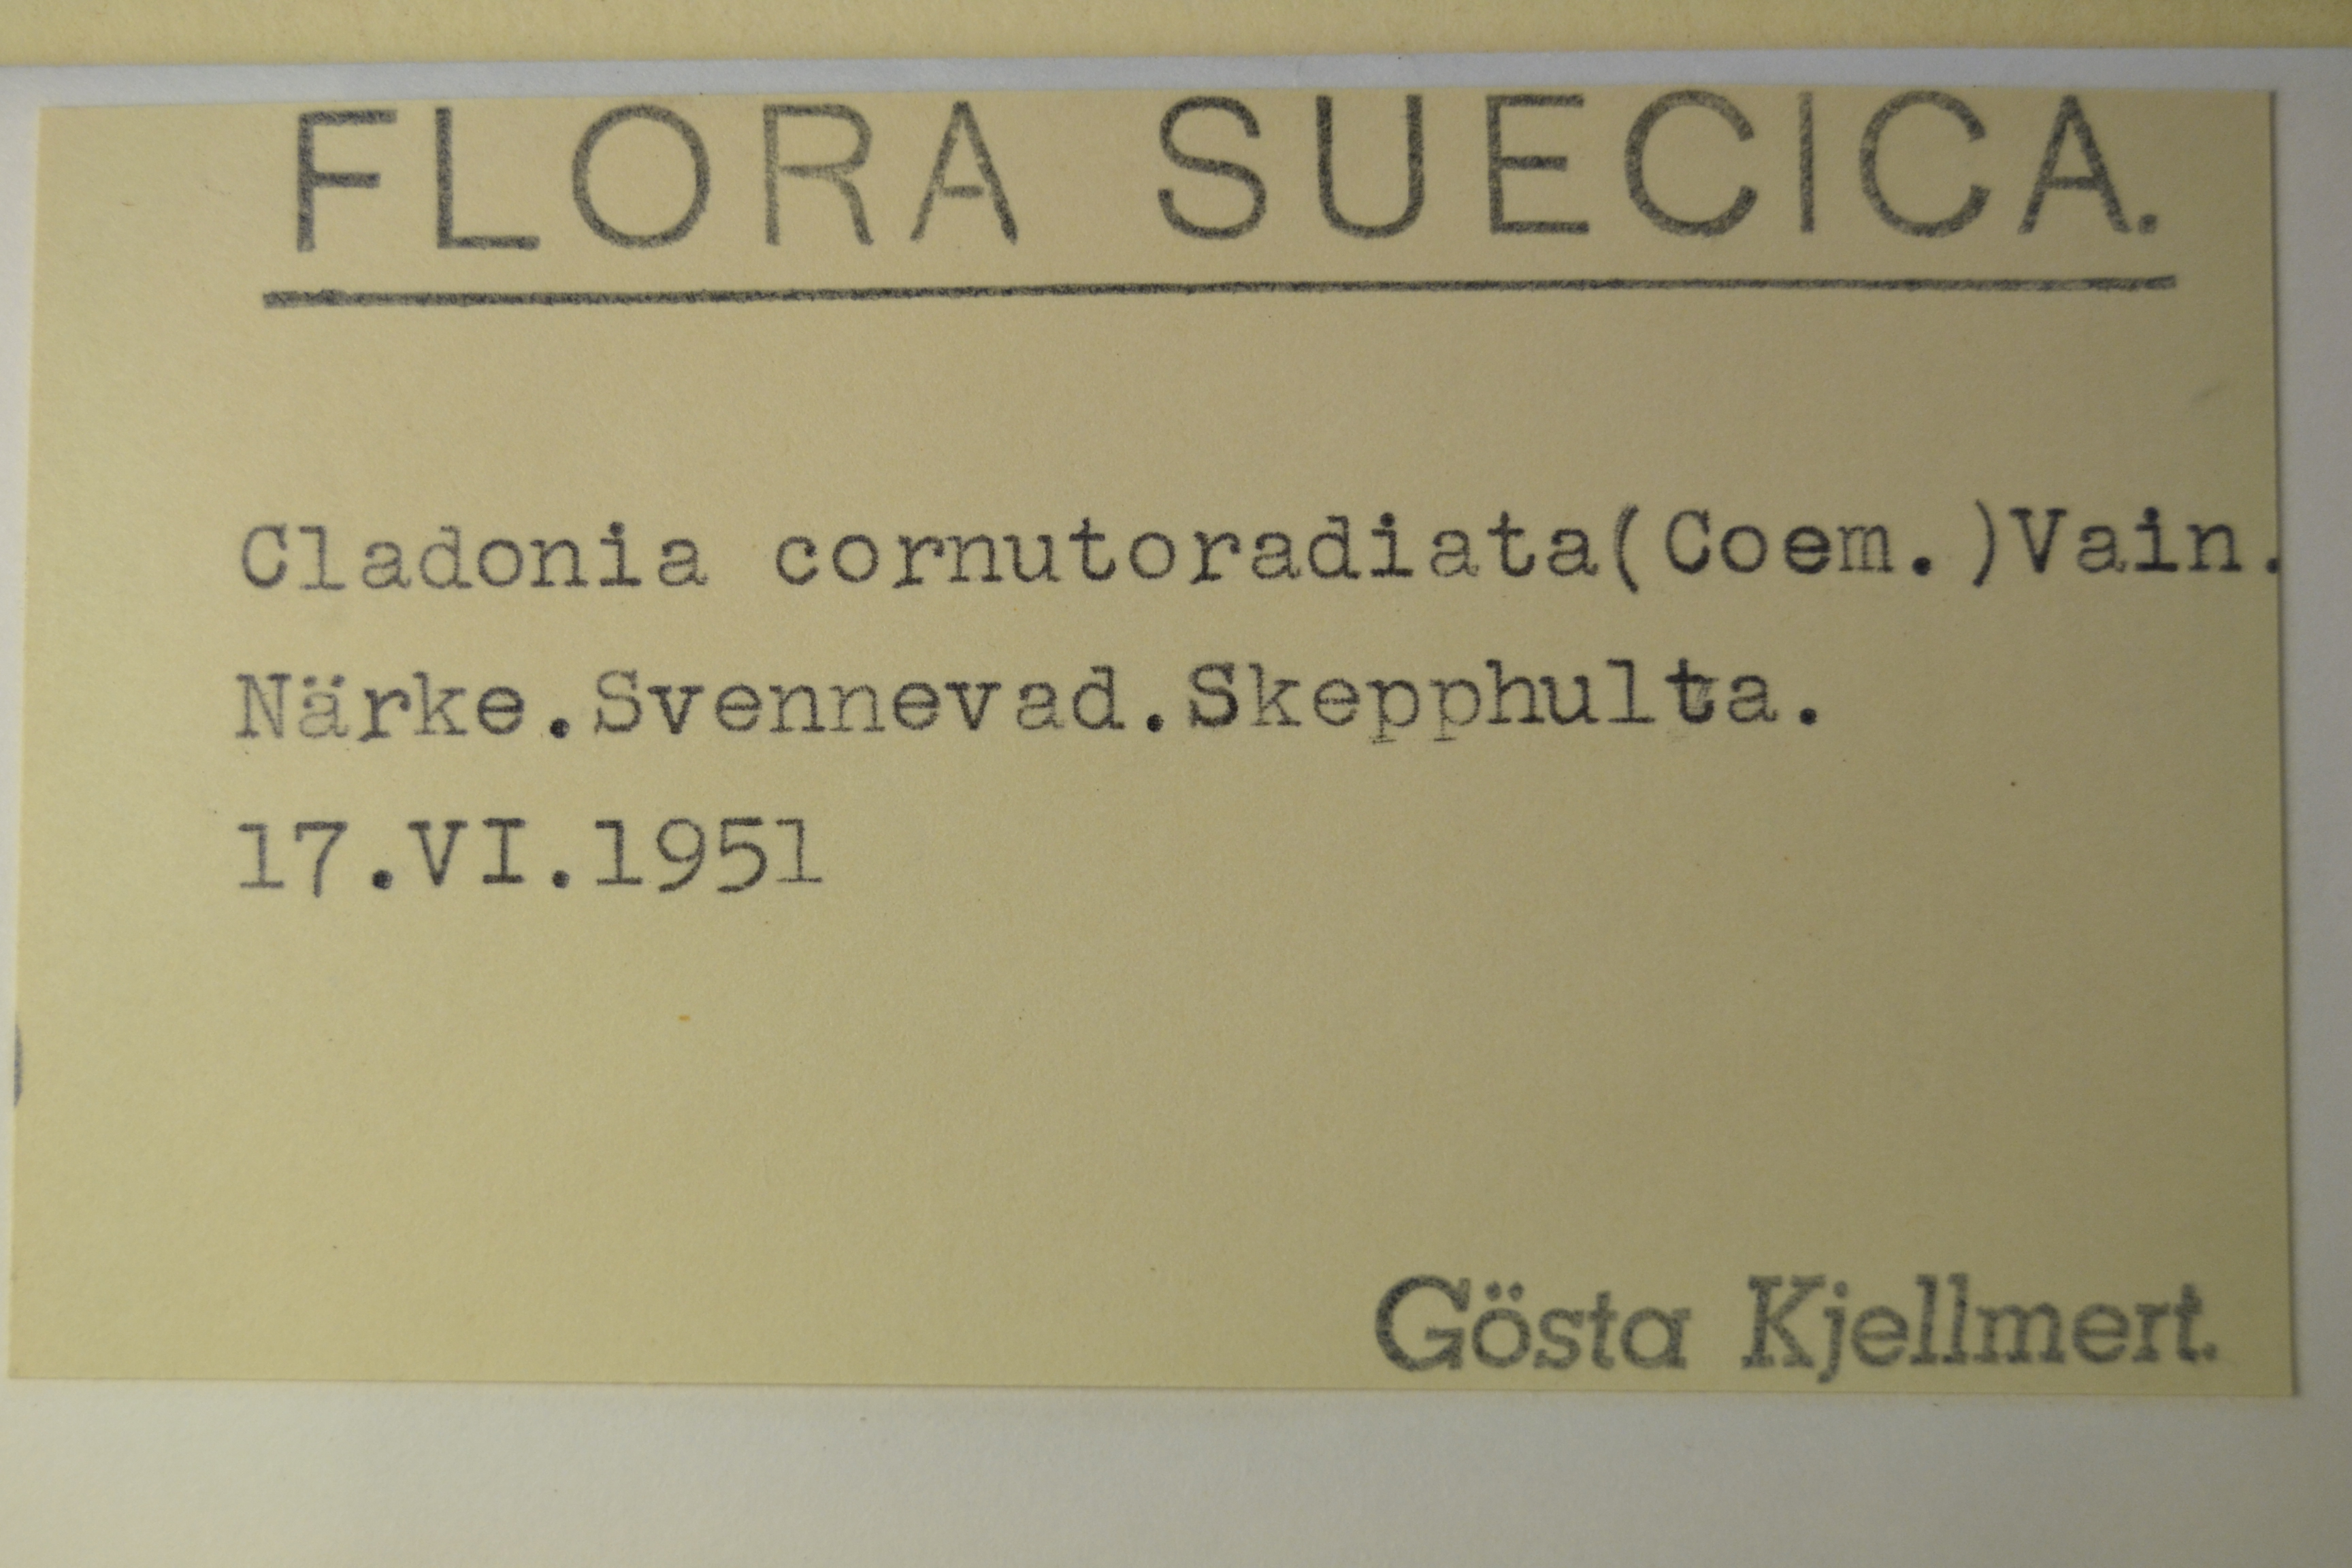 FLORA SUECICA.
Cladonia cornutoradiata(Coem.)Vain.
Närke.Svennevad.Skepphulta.
17.VI.1951
Gösta Kjellmert.